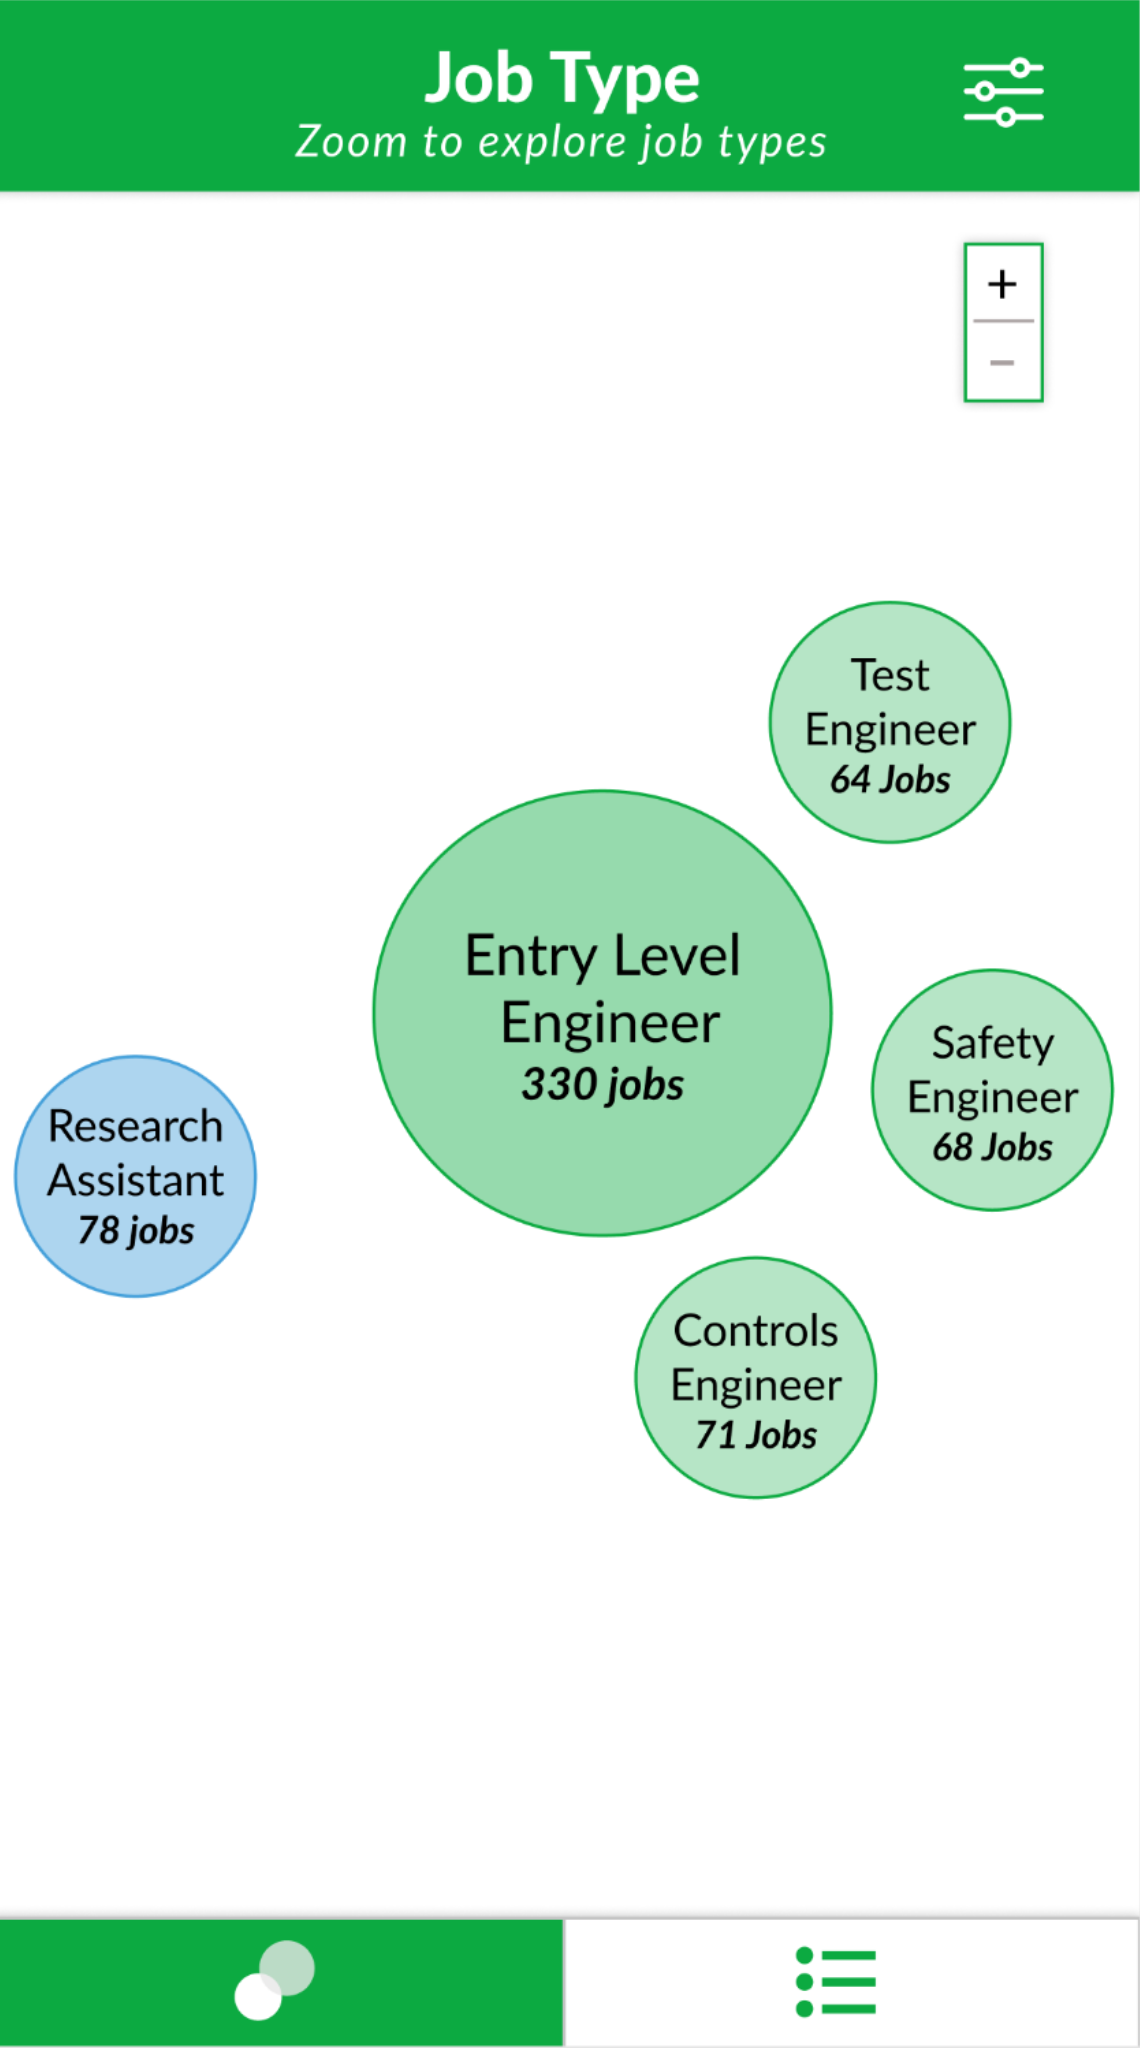 Job Type
Zoom to explore job types
+
−
Test
Engineer
64 Jobs
Entry Level
Engineer
330 jobs
Safety
Engineer
68 Jobs
Research
Assistant
78 jobs
Controls
Engineer
71 Jobs